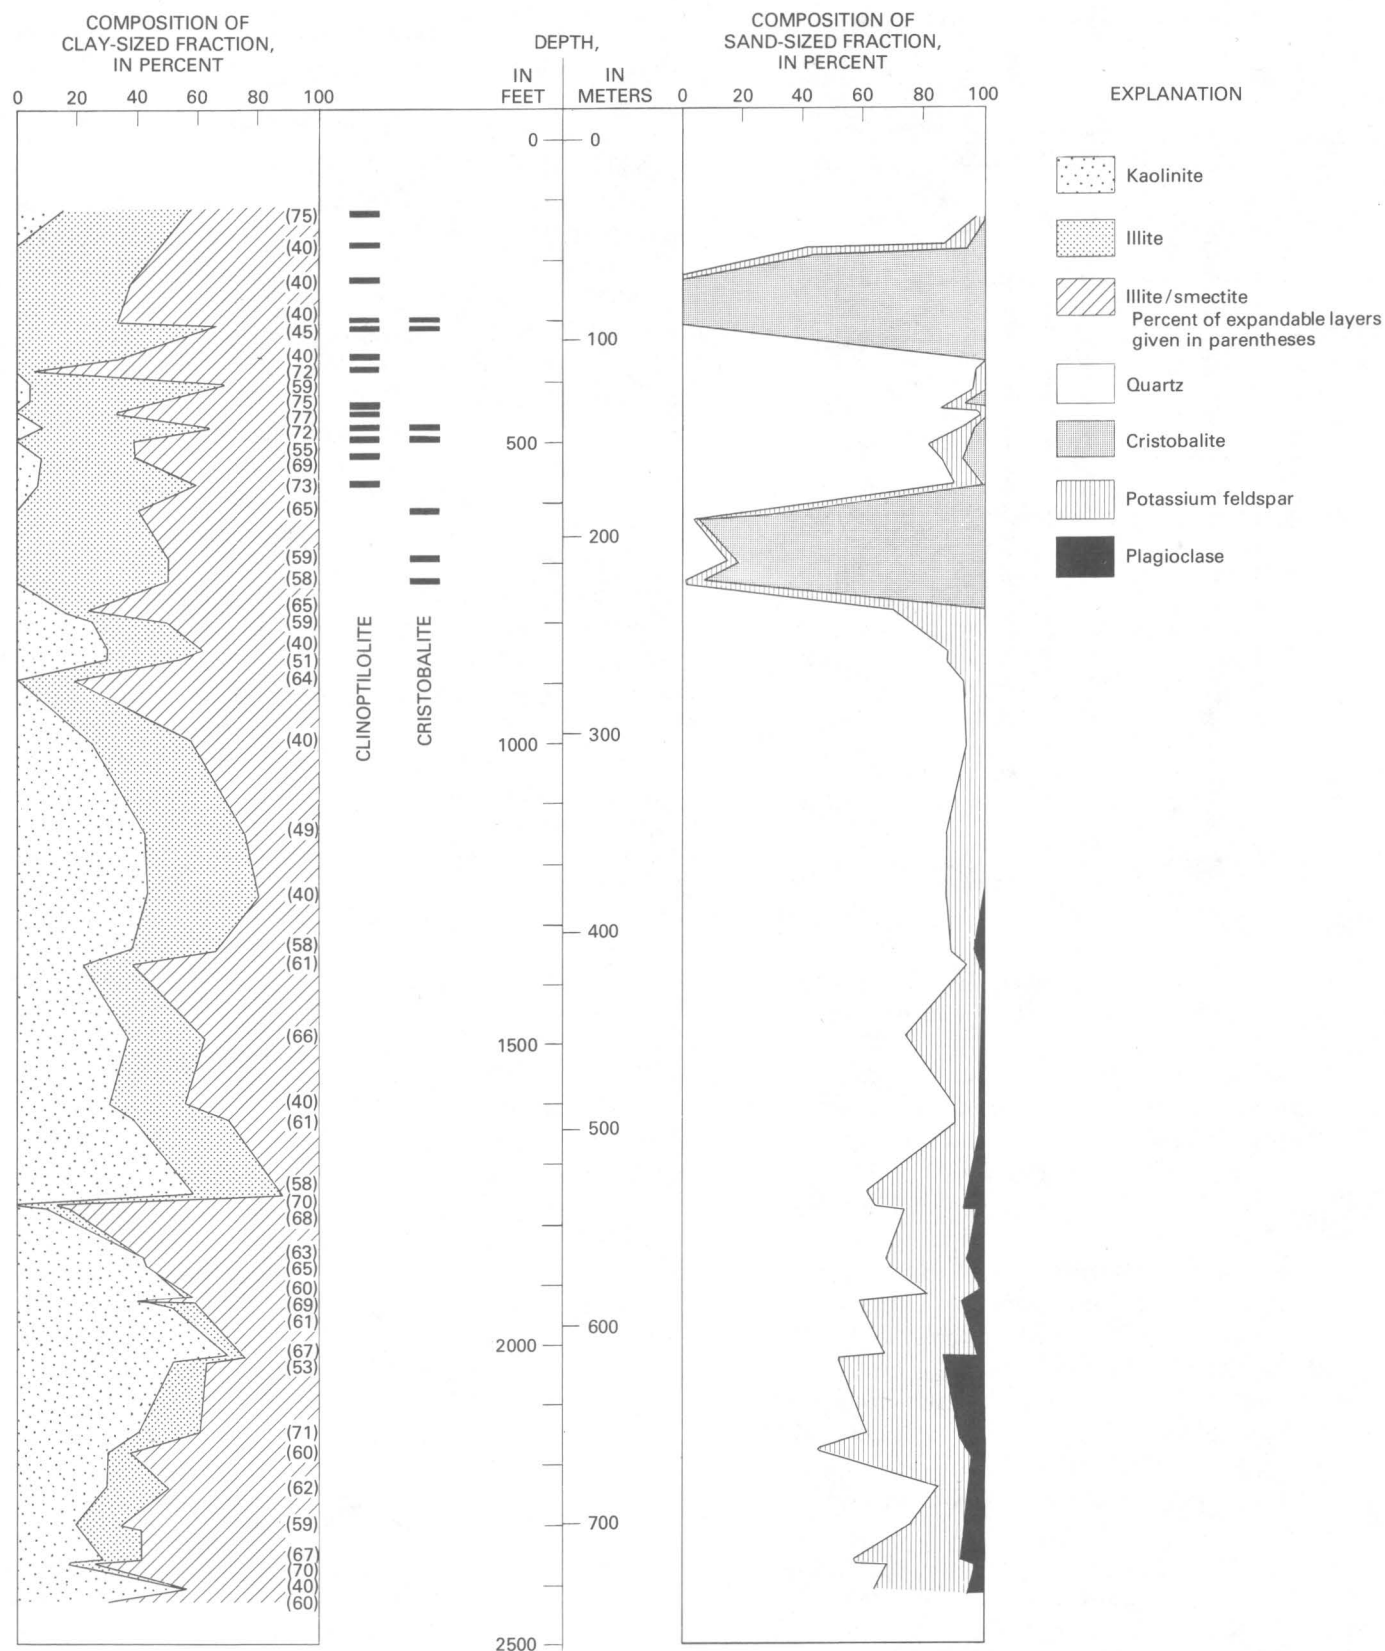 COMPOSITION OF
CLAY-SIZED FRACTION,
IN PERCENT
0 20 40 60 80 100
DEPTH,
IN FEET
IN METERS
COMPOSITION OF
SAND-SIZED FRACTION,
IN PERCENT
0 20 40 60 80 100
EXPLANATION
Kaolinite
Illite
Illite/smectite
Percent of expandable layers
given in parentheses
Quartz
Cristobalite
Potassium feldspar
Plagioclase
(75)
(40)
(40)
(40)
(45)
(40)
(72)
(59)
(75)
(77)
(72)
(55)
(69)
(73)
(65)
(59)
(58)
(65)
(59)
(40)
(51)
(64)
(40)
(49)
(40)
(58)
(61)
(66)
(40)
(61)
(58)
(70)
(68)
(63)
(65)
(60)
(69)
(61)
(67)
(53)
(71)
(60)
(62)
(59)
(67)
(70)
(40)
(60)
CLINOPTILOLITE
CRISTOBALITE
0
500
1000
1500
2000
2500
0
100
200
300
400
500
600
700